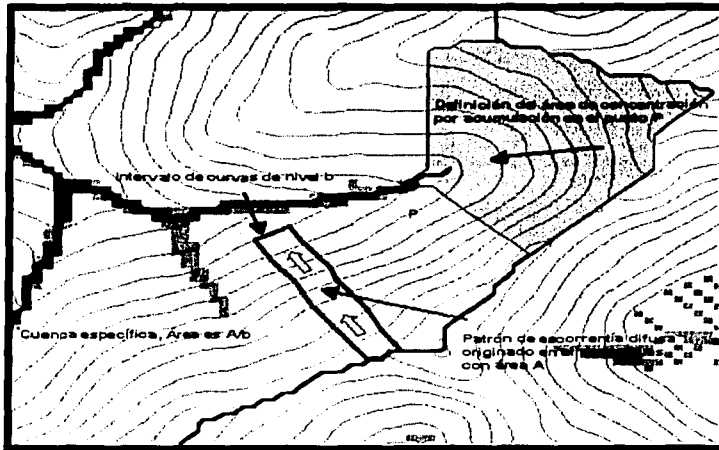 Definición del área de concentración
por acumulación en el punto P
Intervalo de curvas de nivel b
P
Cuenca específica, Área es A/b
Patrón de escorrentía difusa
originado en
con área A